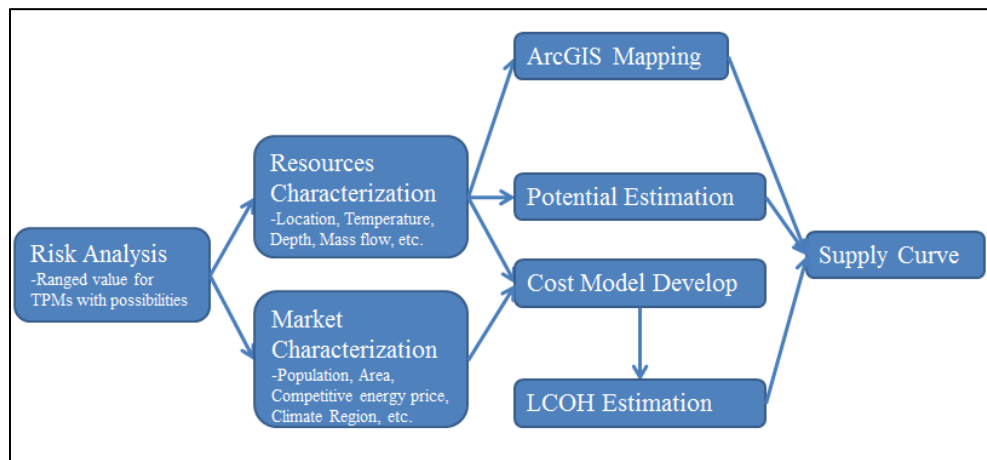 Risk Analysis
-Ranged value for
TPMs with possibilities
Resources
Characterization
-Location, Temperature,
Depth, Mass flow, etc.
Market
Characterization
-Population, Area,
Competitive energy price,
Climate Region, etc.
ArcGIS Mapping
Potential Estimation
Cost Model Develop
LCOH Estimation
Supply Curve